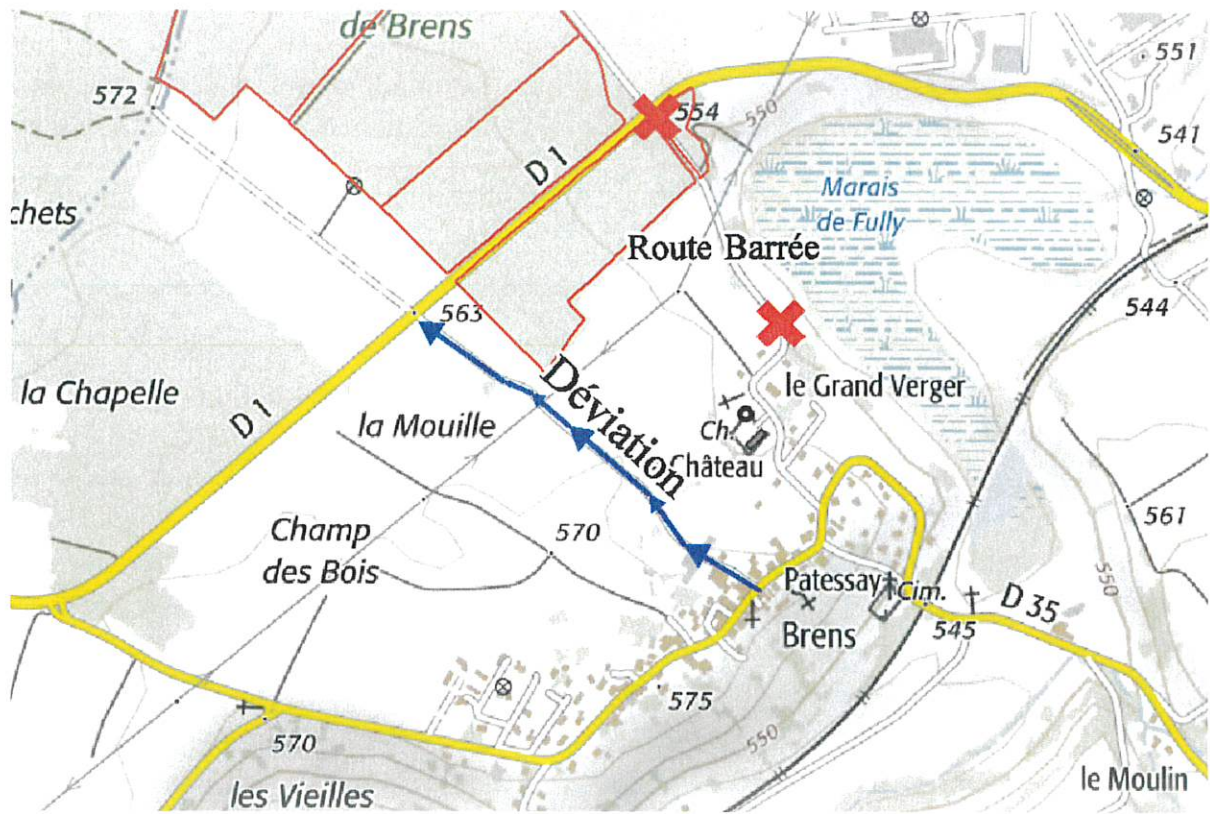 de Brens
572
554
550
551
541
D 1
chets
Marais
de Fully
Route Barrée
563
544
la Chapelle
D 1
la Mouille
Déviation
le Grand Verger
Ch.
Château
Champ
des Bois
570
561
Patessay
Cim.
550
D 35
Brens
545
575
570
550
les Vieilles
le Moulin